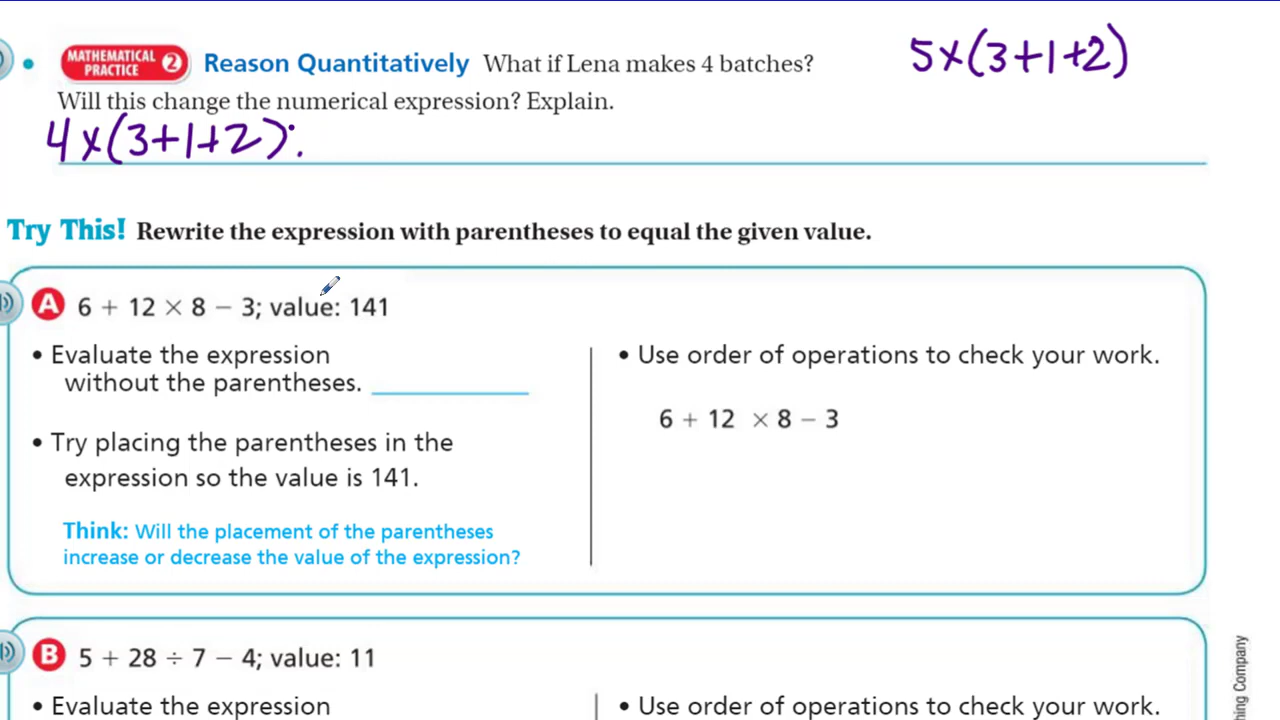 MATHEMATICAL PRACTICE 2 Reason Quantitatively What if Lena makes 4 batches? 5×(3+1+2)
Will this change the numerical expression? Explain.
4×(3+1+2):
Try This! Rewrite the expression with parentheses to equal the given value.
A 6 + 12 × 8 − 3; value: 141
• Evaluate the expression
without the parentheses.
• Try placing the parentheses in the
expression so the value is 141.
Think: Will the placement of the parentheses
increase or decrease the value of the expression?
• Use order of operations to check your work.
6 + 12 × 8 − 3
B 5 + 28 ÷ 7 − 4; value: 11
• Evaluate the expression
• Use order of operations to check your work.
hing Company